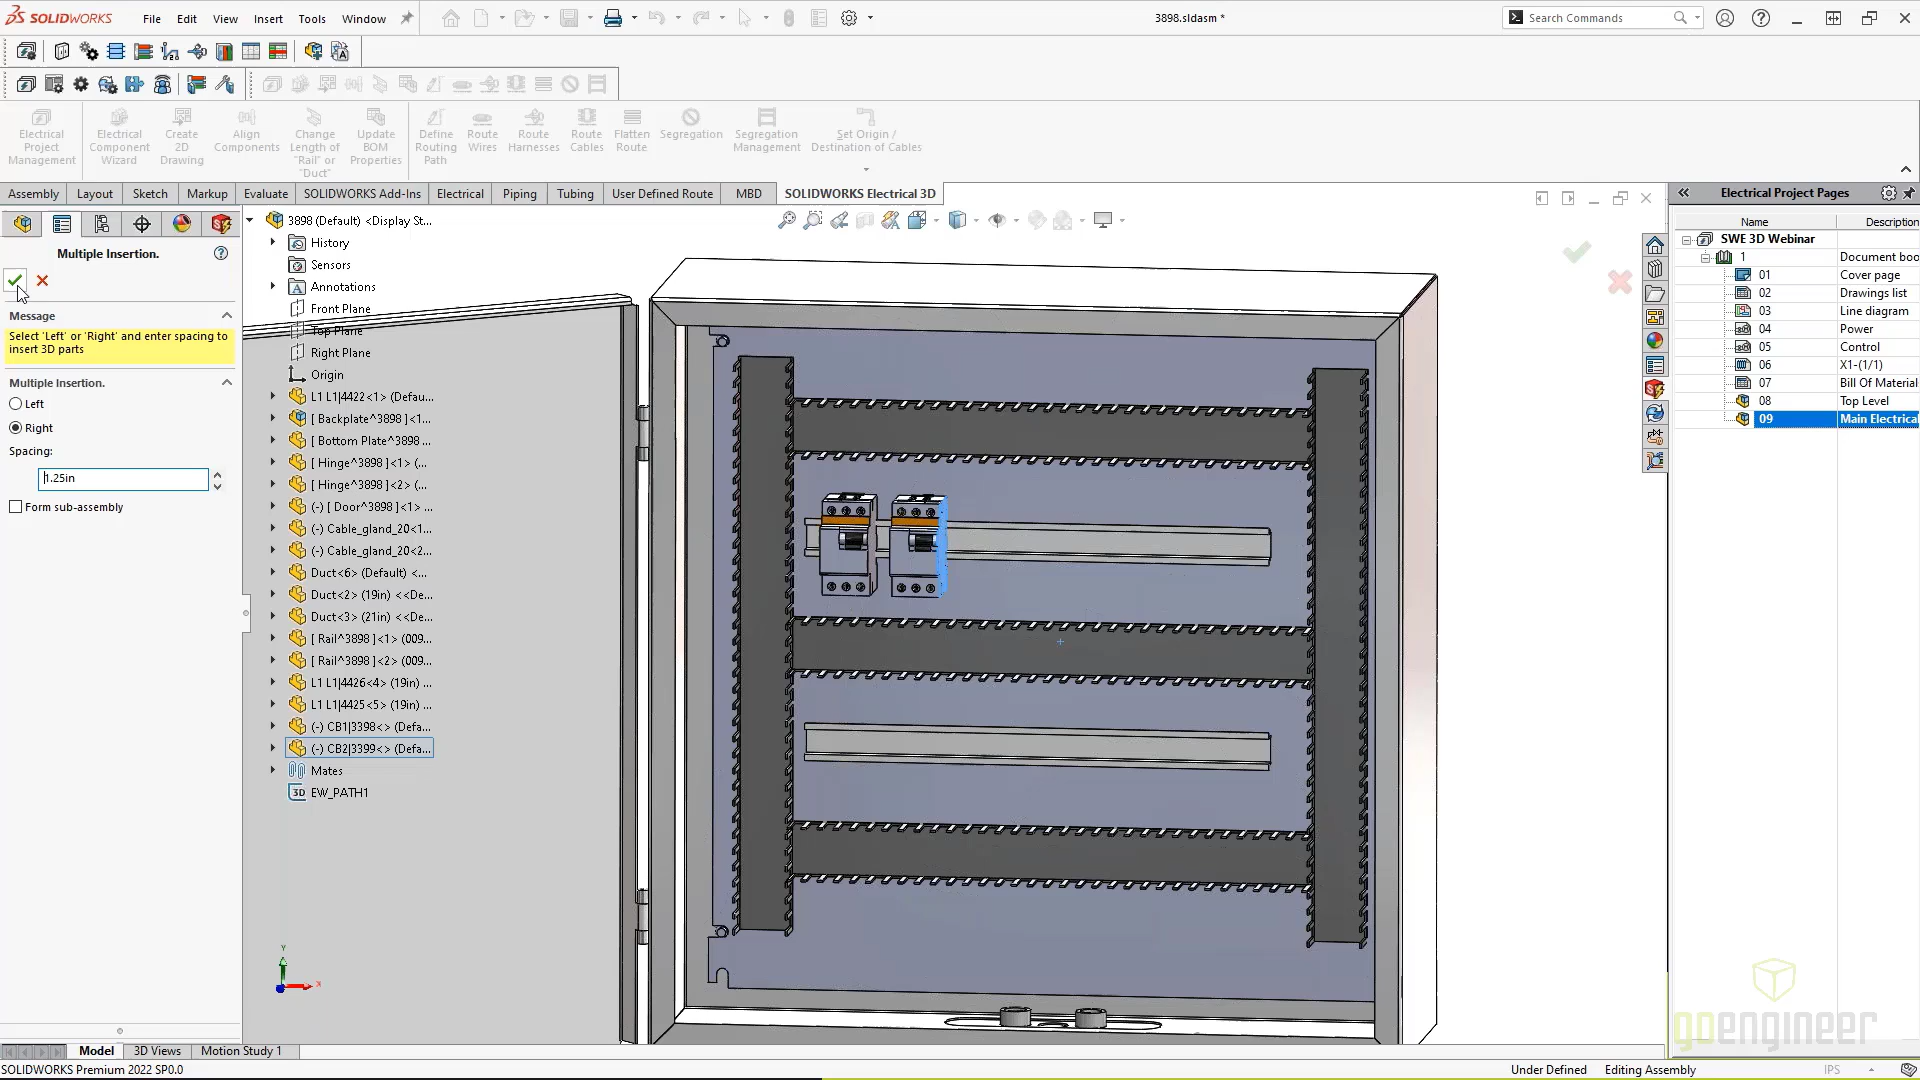 SOLIDWORKS File Edit View Insert Tools Window 3898.sldasm * Search Commands
Electrical Project Management
Electrical Component Wizard
Create 2D Drawing
Align Components
Change Length of "Rail" or "Duct"
Update BOM Properties
Define Routing Path
Route Wires
Route Harnesses
Route Cables
Flatten Route
Segregation
Segregation Management
Set Origin / Destination of Cables
Assembly Layout Sketch Markup Evaluate SOLIDWORKS Add-Ins Electrical Piping Tubing User Defined Route MBD SOLIDWORKS Electrical 3D
Multiple Insertion.
Message
Select 'Left' or 'Right' and enter spacing to
insert 3D parts
Multiple Insertion.
Left
Right
Spacing:
1.25in
Form sub-assembly
3898 (Default) <Display St...
History
Sensors
Annotations
Front Plane
Top Plane
Right Plane
Origin
L1 L1|4422<1> (Defau...
[ Backplate^3898 ]<1...
[ Bottom Plate^3898 ...
[ Hinge^3898 ]<1> (...
[ Hinge^3898 ]<2> (...
(-) [ Door^3898 ]<1> ...
(-) Cable_gland_20<1...
(-) Cable_gland_20<2...
Duct<6> (Default) <...
Duct<2> (19in) <<De...
Duct<3> (21in) <<De...
[ Rail^3898 ]<1> (009...
[ Rail^3898 ]<2> (009...
L1 L1|4426<4> (19in) ...
L1 L1|4425<5> (19in) ...
(-) CB1|3398<> (Defa...
(-) CB2|3399<> (Defa...
Mates
3D EW_PATH1
y
x
Electrical Project Pages
Name Description
SWE 3D Webinar
1 Document boo
01 Cover page
02 Drawings list
03 Line diagram
04 Power
05 Control
06 X1-(1/1)
07 Bill Of Material
08 Top Level
09 Main Electrical
goengineer
Model 3D Views Motion Study 1
SOLIDWORKS Premium 2022 SP0.0 Under Defined Editing Assembly IPS